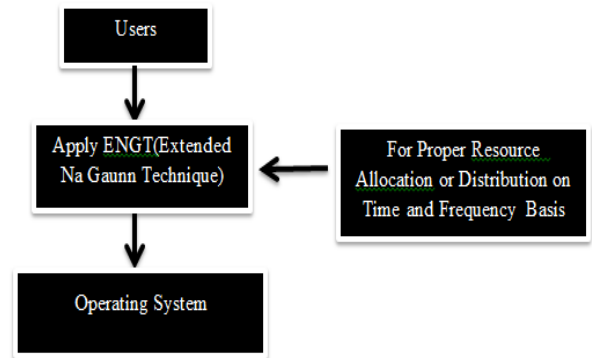 Users
Apply ENGT(Extended
Na Gaunn Technique)
For Proper Resource
Allocation or Distribution on
Time and Frequency Basis
Operating System